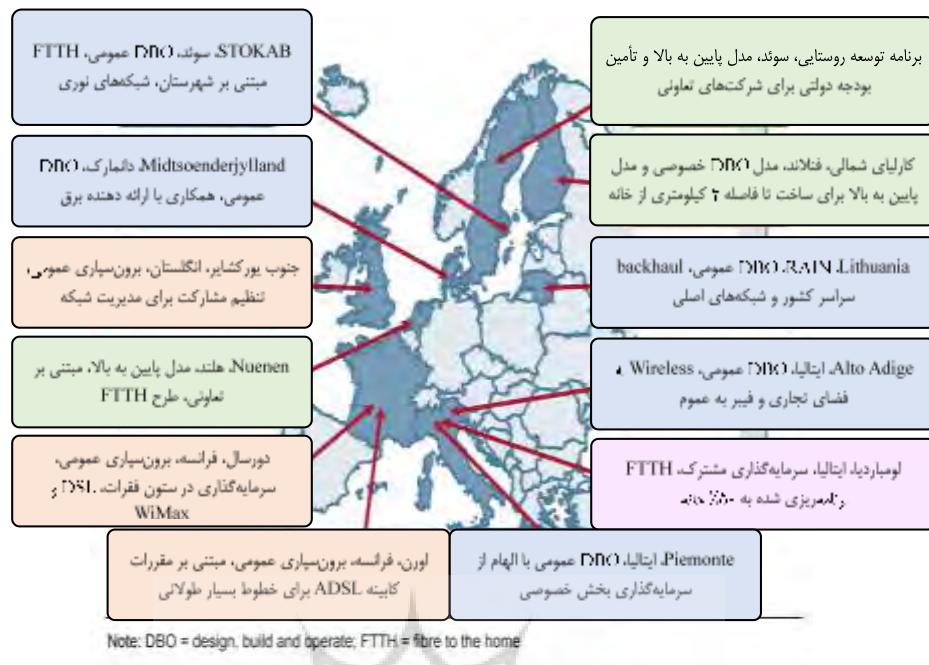 STOKAB، سوئد، DBO عمومی، FTTH
مبتنی بر شهرستان، شبکه‌های نوری
برنامه توسعه روستایی، سوئد، مدل پایین به بالا و تأمین
بودجه دولتی برای شرکت‌های تعاونی
Midtsoenderjylland، دانمارک، DBO
عمومی، همکاری با ارائه دهنده برق
کارلیای شمالی، فنلاند، مدل DBO خصوصی و مدل
پایین به بالا برای ساخت تا فاصله ۲ کیلومتری از خانه
جنوب یورکشایر، انگلستان، برون‌سپاری عمومی،
تنظیم مشارکت برای مدیریت شبکه
Lithuania، RAIN، DBO عمومی، backhaul
سراسر کشور و شبکه‌های اصلی
Nuenen، هلند، مدل پایین به بالا، مبتنی بر
تعاونی، طرح FTTH
Alto Adige، ایتالیا، DBO عمومی، Wireless
فضای تجاری و فیبر به عموم
دورسال، فرانسه، برون‌سپاری عمومی،
سرمایه‌گذاری در ستون فقرات، DSL و
WiMax
لومباردیا، ایتالیا، سرمایه‌گذاری مشترک، FTTH
برنامه‌ریزی شده به
اورن، فرانسه، برون‌سپاری عمومی، مبتنی بر مقررات
کابینه ADSL برای خطوط بسیار طولانی
Piemonte، ایتالیا، DBO عمومی با الهام از
سرمایه‌گذاری بخش خصوصی
Note: DBO = design, build and operate; FTTH = fibre to the home